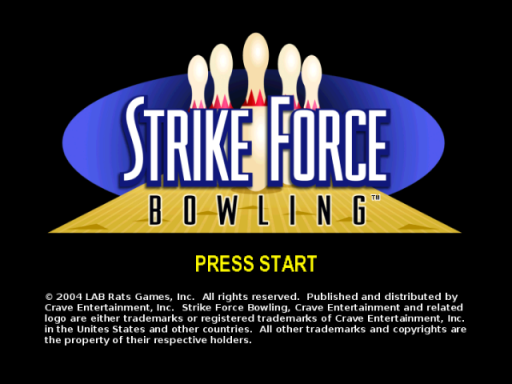 STRIKE FORCE
BOWLING™
PRESS START
© 2004 LAB Rats Games, Inc.  All rights reserved.  Published and distributed by
Crave Entertainment, Inc.  Strike Force Bowling, Crave Entertainment and related
logo are either trademarks or registered trademarks of Crave Entertainment, Inc.
in the Unites States and other countries.  All other trademarks and copyrights are
the property of their respective holders.